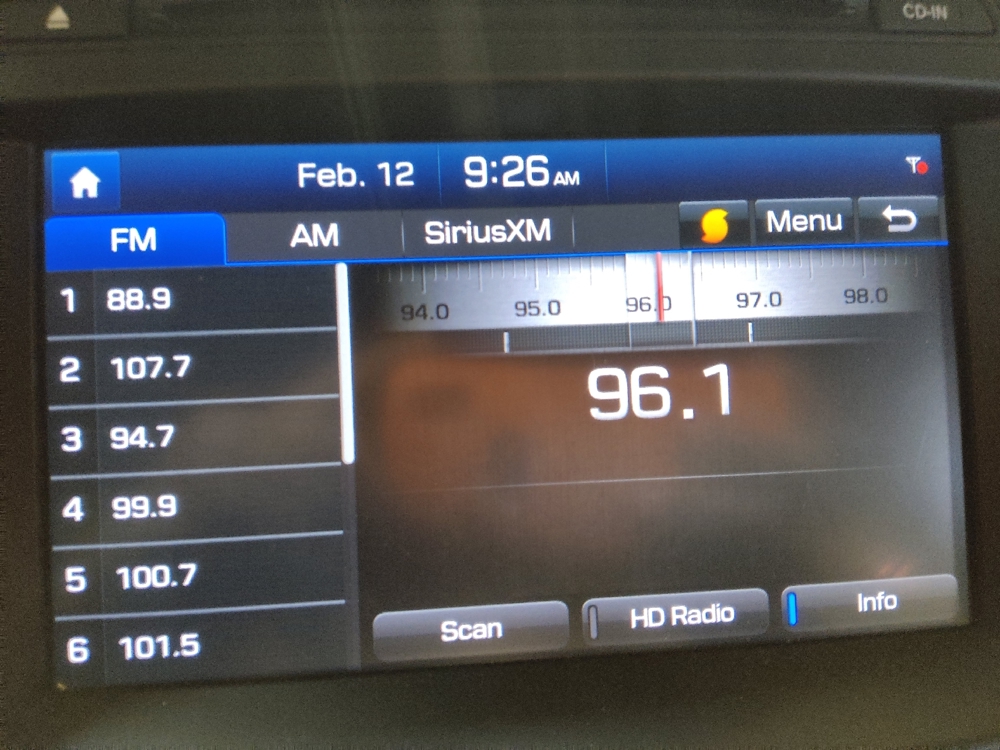 CD-IN
Feb. 12 9:26 AM
FM AM SiriusXM Menu
1 88.9
2 107.7
3 94.7
4 99.9
5 100.7
6 101.5
94.0 95.0 96.0 97.0 98.0
96.1
Scan HD Radio Info